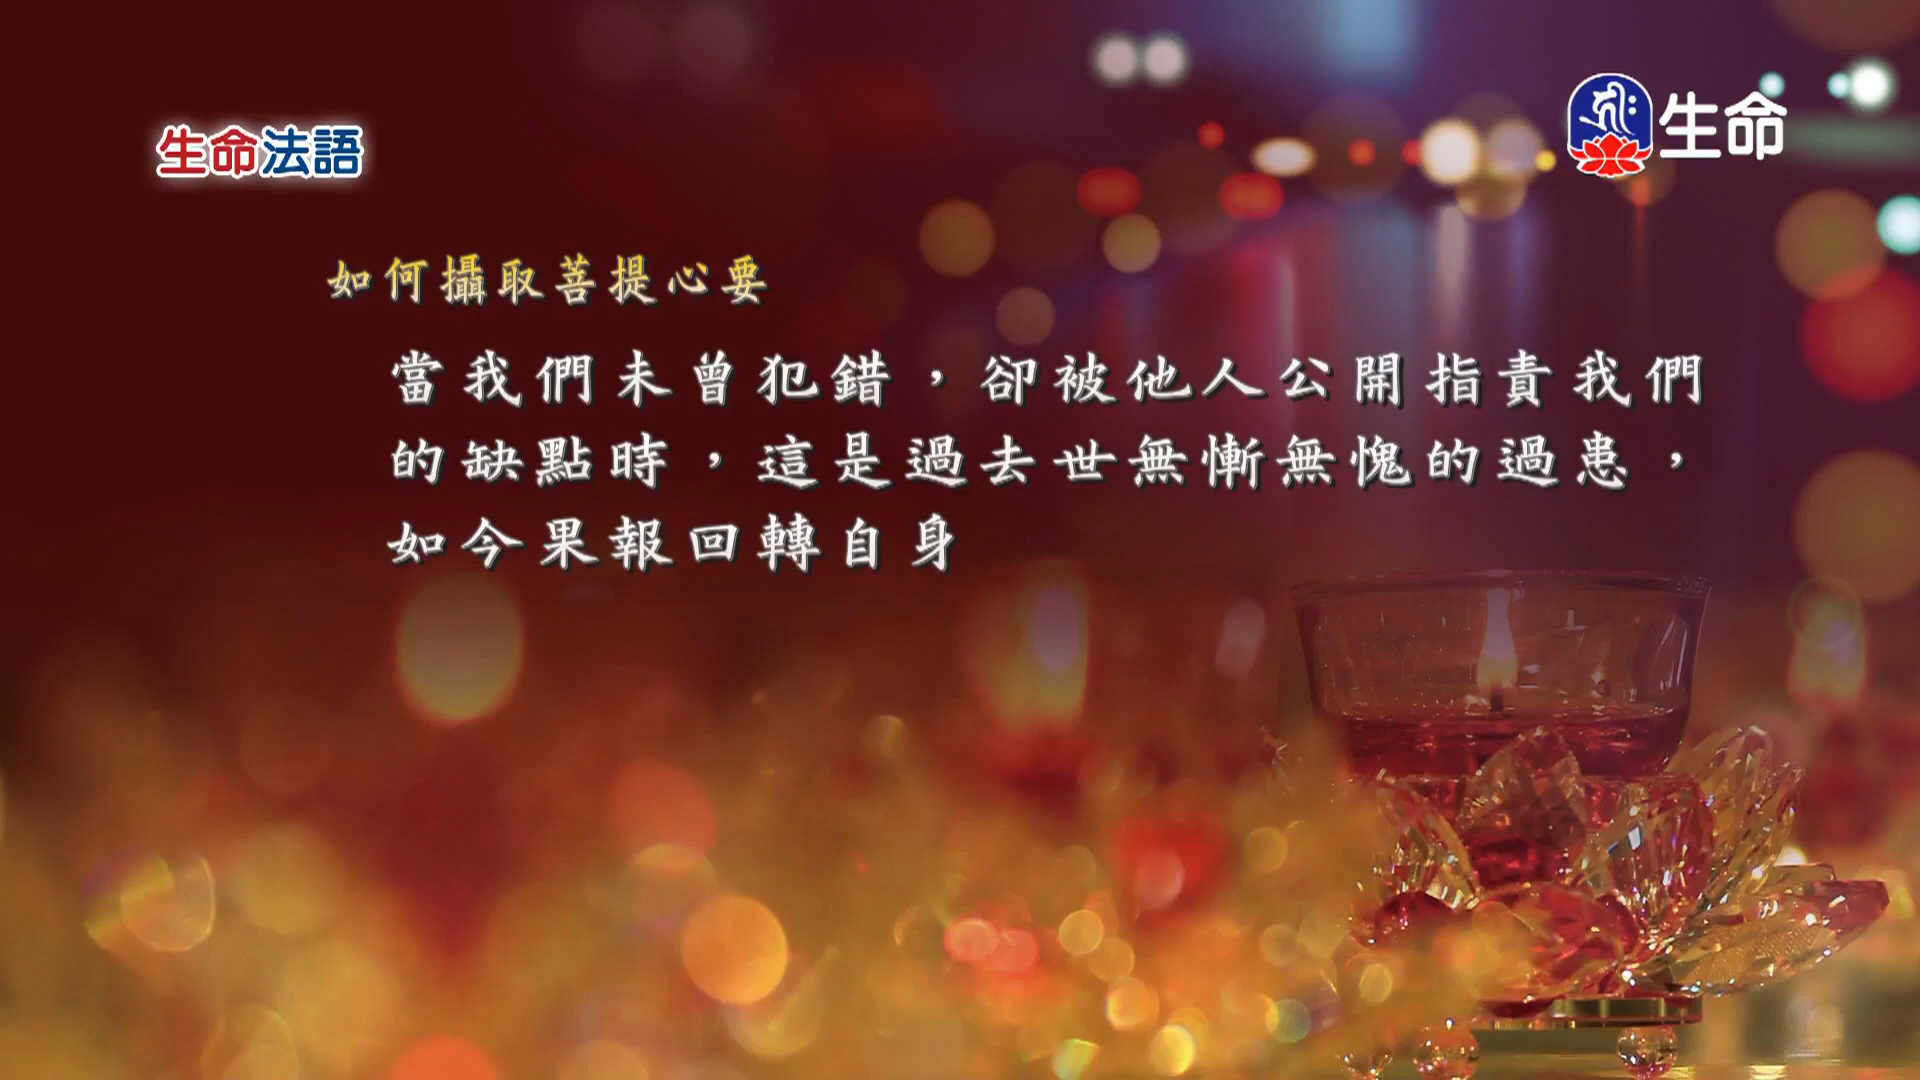 生命法語
生命
如何攝取菩提心要
當我們未曾犯錯，卻被他人公開指責我們
的缺點時，這是過去世無慚無愧的過患，
如今果報回轉自身